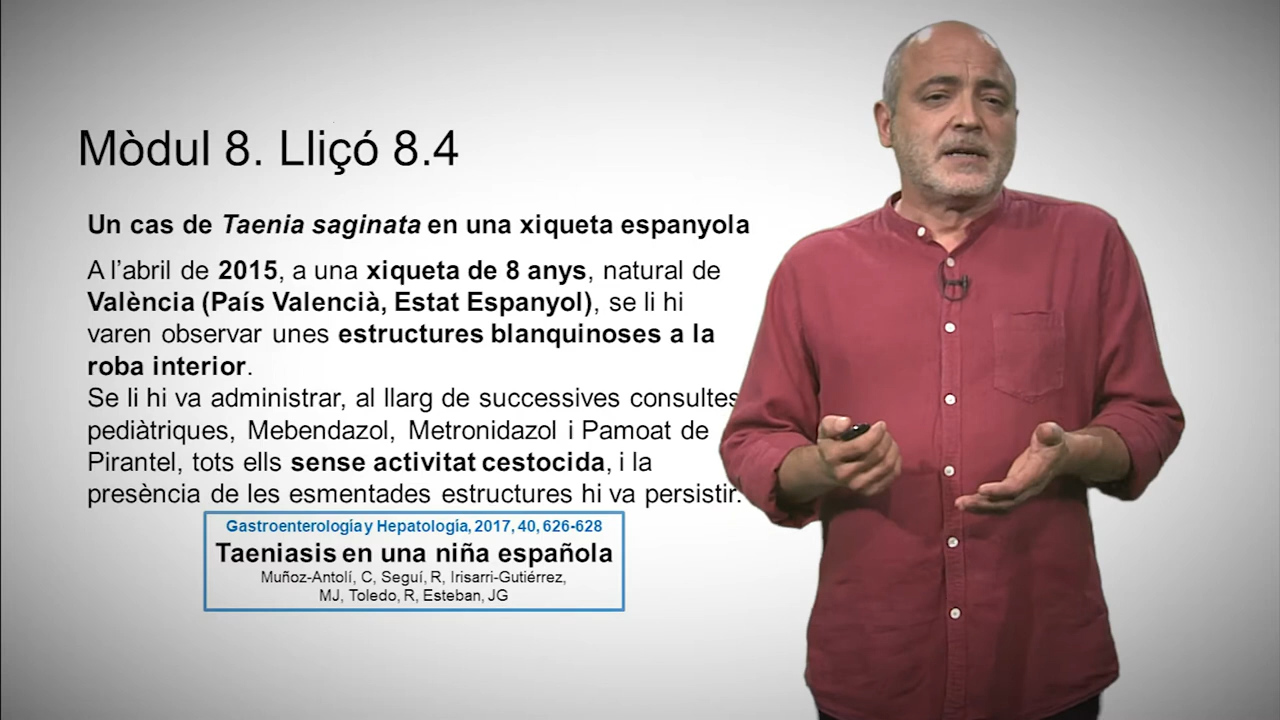 Mòdul 8. Lliçó 8.4
Un cas de Taenia saginata en una xiqueta espanyola
A l’abril de 2015, a una xiqueta de 8 anys, natural de
València (País Valencià, Estat Espanyol), se li hi
varen observar unes estructures blanquinoses a la
roba interior.
Se li hi va administrar, al llarg de successives consultes
pediàtriques, Mebendazol, Metronidazol i Pamoat de
Pirantel, tots ells sense activitat cestocida, i la
presència de les esmentades estructures hi va persistir.
Gastroenterología y Hepatología, 2017, 40, 626-628
Taeniasis en una niña española
Muñoz-Antolí, C, Seguí, R, Irisarri-Gutiérrez,
MJ, Toledo, R, Esteban, JG